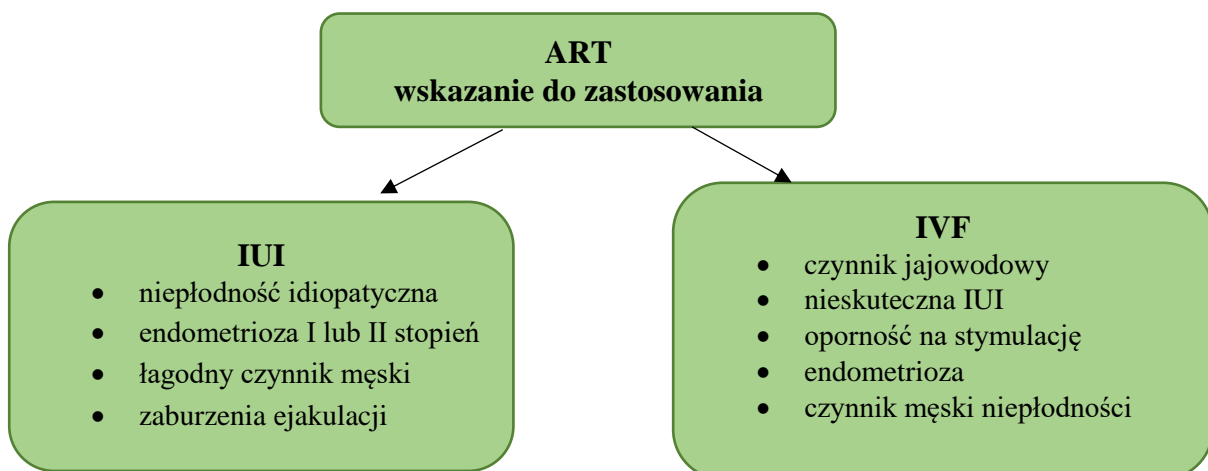 ART
wskazanie do zastosowania
IUI
• niepłodność idiopatyczna
• endometrioza I lub II stopień
• łagodny czynnik męski
• zaburzenia ejakulacji
IVF
• czynnik jajowodowy
• nieskuteczna IUI
• oporność na stymulację
• endometrioza
• czynnik męski niepłodności